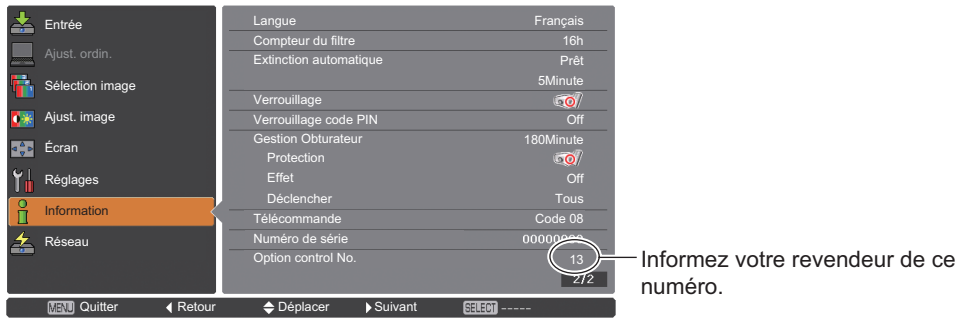 Entrée
Ajust. ordin.
Sélection image
Ajust. image
Écran
Réglages
Information
Réseau
Langue Français
Compteur du filtre 16h
Extinction automatique Prêt
5Minute
Verrouillage
Verrouillage code PIN Off
Gestion Obturateur 180Minute
Protection
Effet Off
Déclencher Tous
Télécommande Code 08
Numéro de série 00000000
Option control No. 13
2/2
Informez votre revendeur de ce
numéro.
MENU Quitter Retour Déplacer Suivant SELECT -----